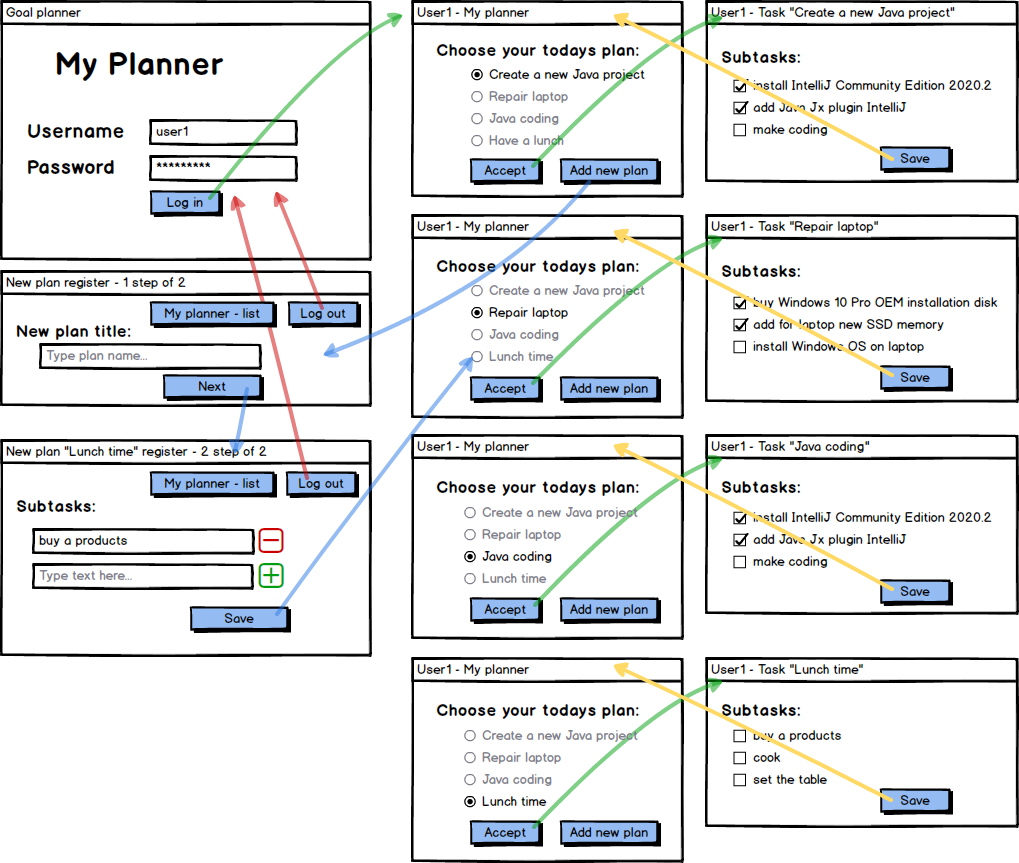 Goal planner
My Planner
Username
user1
Password
*********
Log in
New plan register - 1 step of 2
My planner - list
Log out
New plan title:
Type plan name...
Next
New plan "Lunch time" register - 2 step of 2
My planner - list
Log out
Subtasks:
buy a products
Type text here...
Save
User1 - My planner
Choose your todays plan:
Create a new Java project
Repair laptop
Java coding
Have a lunch
Accept
Add new plan
User1 - Task "Create a new Java project"
Subtasks:
install IntelliJ Community Edition 2020.2
add Java Jx plugin IntelliJ
make coding
Save
User1 - My planner
Choose your todays plan:
Create a new Java project
Repair laptop
Java coding
Lunch time
Accept
Add new plan
User1 - Task "Repair laptop"
Subtasks:
buy Windows 10 Pro OEM installation disk
add for laptop new SSD memory
install Windows OS on laptop
Save
User1 - My planner
Choose your todays plan:
Create a new Java project
Repair laptop
Java coding
Lunch time
Accept
Add new plan
User1 - Task "Java coding"
Subtasks:
install IntelliJ Community Edition 2020.2
add Java Jx plugin IntelliJ
make coding
Save
User1 - My planner
Choose your todays plan:
Create a new Java project
Repair laptop
Java coding
Lunch time
Accept
Add new plan
User1 - Task "Lunch time"
Subtasks:
buy a products
cook
set the table
Save